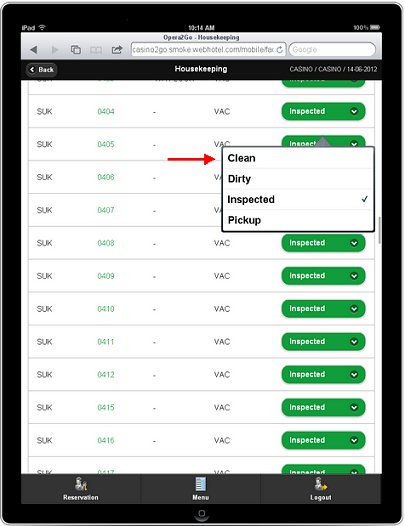 iPad 10:14 AM 100%
Opera2Go - Housekeeping
casino2go.smoke.webhotel.com/mobile/fac Google
Back Housekeeping CASINO / CASINO / 14-06-2012
SUK 0404 - VAC Inspected
SUK 0405 - VAC Inspected
Clean
SUK 0406 -
Dirty
Inspected
SUK 0407 -
Pickup
SUK 0408 - VAC Inspected
SUK 0409 - VAC Inspected
SUK 0410 - VAC Inspected
SUK 0411 - VAC Inspected
SUK 0412 - VAC Inspected
SUK 0415 - VAC Inspected
SUK 0416 - VAC Inspected
SUK 0417 - VAC Inspected
Reservation Menu Logout